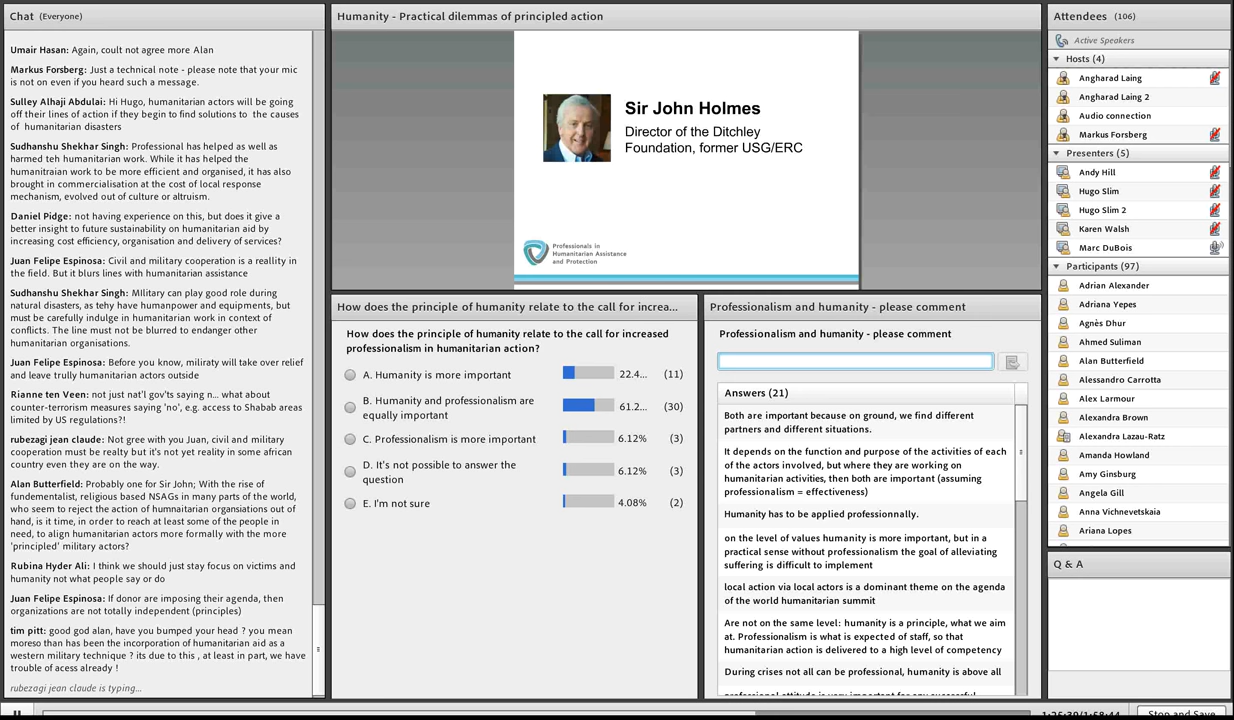 Chat (Everyone)
Umair Hasan: Again, coult not agree more Alan
Markus Forsberg: Just a technical note - please note that your mic
is not on even if you heard such a message.
Sulley Alhaji Abdulai: Hi Hugo, humanitarian actors will be going
off their lines of action if they begin to find solutions to the causes
of humanitarian disasters
Sudhanshu Shekhar Singh: Professional has helped as well as
harmed teh humanitarian work. While it has helped the
humanitraian work to be more efficient and organised, it has also
brought in commercialisation at the cost of local response
mechanism, evolved out of culture or altruism.
Daniel Pidge: not having experience on this, but does it give a
better insight to future sustainability on humanitarian aid by
increasing cost efficiency, organisation and delivery of services?
Juan Felipe Espinosa: Civil and military cooperation is a reallity in
the field. But it blurs lines with humanitarian assistance
Sudhanshu Shekhar Singh: MIlitary can play good role during
natural disasters, as tehy have humanpower and equipments, but
must be carefully indulge in humanitarian work in context of
conflicts. The line must not be blurred to endanger other
humanitarian organisations.
Juan Felipe Espinosa: Before you know, miliraty will take over relief
and leave trully humanitarian actors outside
Rianne ten Veen: not just nat'l gov'ts saying n... what about
counter-terrorism measures saying 'no', e.g. access to Shabab areas
limited by US regulations?!
rubezagi jean claude: Not gree with you Juan, civil and military
cooperation must be realty but it's not yet reality in some african
country even they are on the way.
Alan Butterfield: Probably one for Sir John; With the rise of
fundementalist, religious based NSAGs in many parts of the world,
who seem to reject the action of humnaitarian organsiations out of
hand, is it time, in order to reach at least some of the people in
need, to align humanitarian actors more formally with the more
'principled' military actors?
Rubina Hyder Ali: I think we should just stay focus on victims and
humanity not what people say or do
Juan Felipe Espinosa: If donor are imposing their agenda, then
organizations are not totally independent (principles)
tim pitt: good god alan, have you bumped your head ? you mean
moreso than has been the incorporation of humanitarian aid as a
western military technique ? its due to this , at least in part, we have
trouble of acess already !
rubezagi jean claude is typing...
Humanity - Practical dilemmas of principled action
Sir John Holmes
Director of the Ditchley
Foundation, former USG/ERC
Professionals in
Humanitarian Assistance
and Protection
How does the principle of humanity relate to the call for increa...
How does the principle of humanity relate to the call for increased
professionalism in humanitarian action?
A. Humanity is more important 22.4... (11)
B. Humanity and professionalism are
equally important 61.2... (30)
C. Professionalism is more important 6.12% (3)
D. It's not possible to answer the
question 6.12% (3)
E. I'm not sure 4.08% (2)
Professionalism and humanity - please comment
Professionalism and humanity - please comment
Answers (21)
Both are important because on ground, we find different
partners and different situations.
It depends on the function and purpose of the activities of each
of the actors involved, but where they are working on
humanitarian activities, then both are important (assuming
professionalism = effectiveness)
Humanity has to be applied professionnally.
on the level of values humanity is more important, but in a
practical sense without professionalism the goal of alleviating
suffering is difficult to implement
local action via local actors is a dominant theme on the agenda
of the world humanitarian summit
Are not on the same level: humanity is a principle, what we aim
at. Professionalism is what is expected of staff, so that
humanitarian action is delivered to a high level of competency
During crises not all can be professional, humanity is above all
professional attitude is very important for any successful
Attendees (106)
Active Speakers
Hosts (4)
Angharad Laing
Angharad Laing 2
Audio connection
Markus Forsberg
Presenters (5)
Andy Hill
Hugo Slim
Hugo Slim 2
Karen Walsh
Marc DuBois
Participants (97)
Adrian Alexander
Adriana Yepes
Agnès Dhur
Ahmed Suliman
Alan Butterfield
Alessandro Carrotta
Alex Larmour
Alexandra Brown
Alexandra Lazau-Ratz
Amanda Howland
Amy Ginsburg
Angela Gill
Anna Vichnevetskaia
Ariana Lopes
Q & A
1:26:30/1:58:44
Stop and Save